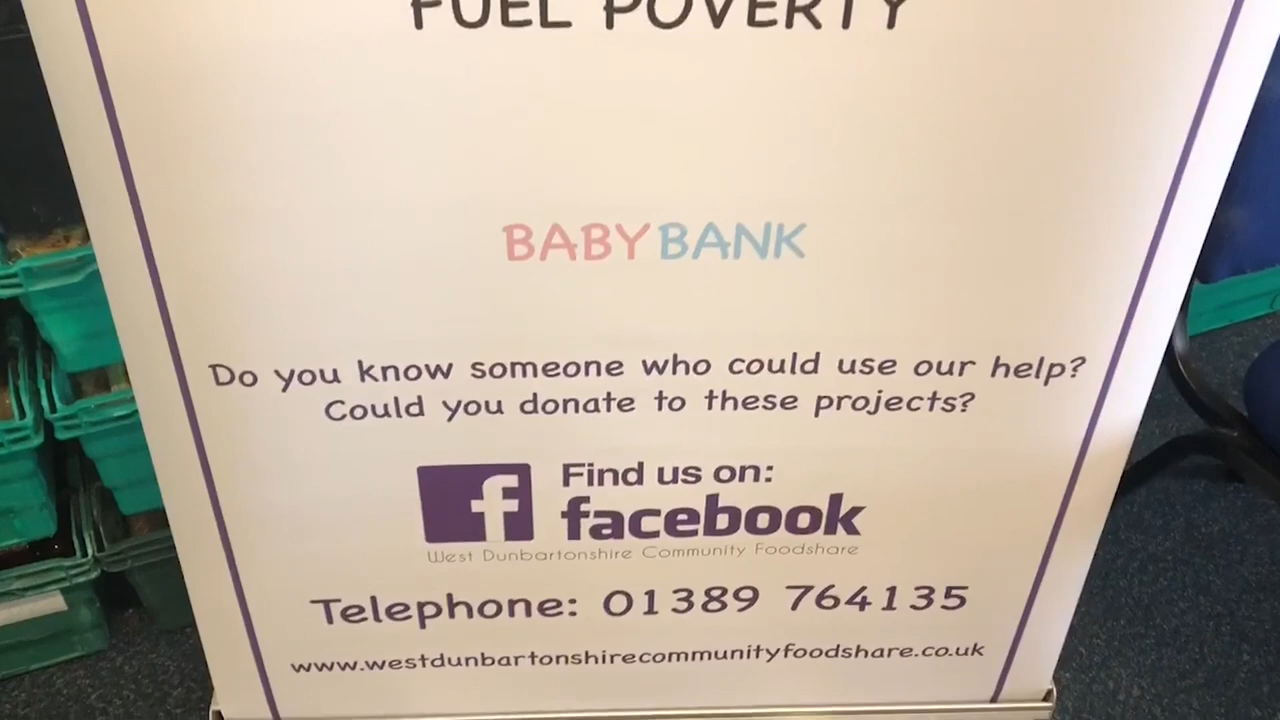 FUEL POVERTY
BABY BANK
Do you know someone who could use our help?
Could you donate to these projects?
Find us on:
facebook
West Dunbartonshire Community Foodshare
Telephone: 01389 764135
www.westdunbartonshirecommunityfoodshare.co.uk